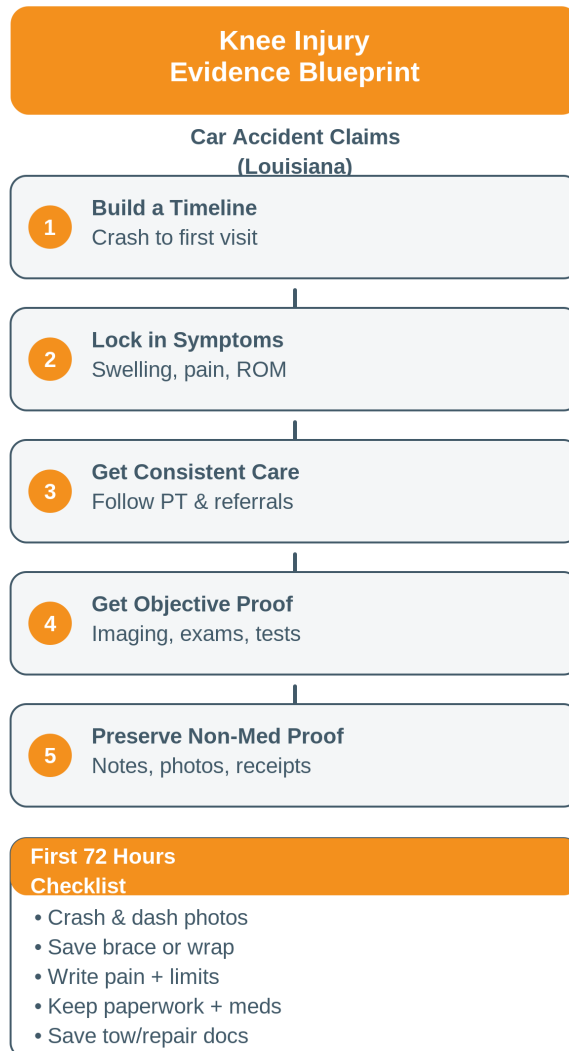 Knee Injury
Evidence Blueprint
Car Accident Claims
(Louisiana)
1
Build a Timeline
Crash to first visit
2
Lock in Symptoms
Swelling, pain, ROM
3
Get Consistent Care
Follow PT & referrals
4
Get Objective Proof
Imaging, exams, tests
5
Preserve Non-Med Proof
Notes, photos, receipts
First 72 Hours
Checklist
• Crash & dash photos
• Save brace or wrap
• Write pain + limits
• Keep paperwork + meds
• Save tow/repair docs